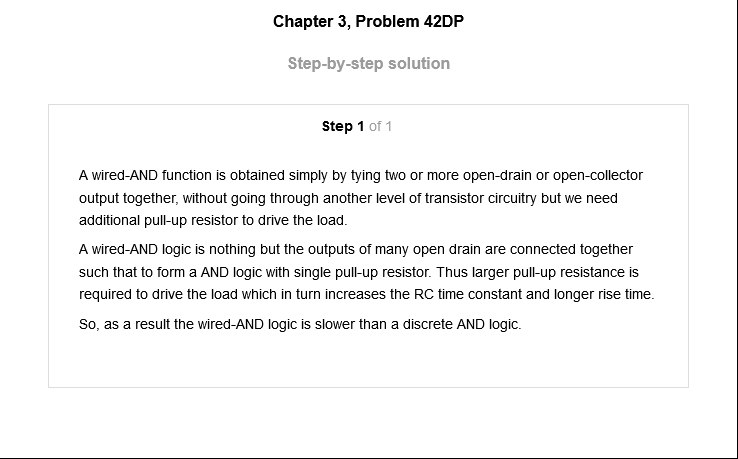 Chapter 3, Problem 42DP
Step-by-step solution
Step 1 of 1
A wired-AND function is obtained simply by tying two or more open-drain or open-collector
output together, without going through another level of transistor circuitry but we need
additional pull-up resistor to drive the load.
A wired-AND logic is nothing but the outputs of many open drain are connected together
such that to form a AND logic with single pull-up resistor. Thus larger pull-up resistance is
required to drive the load which in turn increases the RC time constant and longer rise time.
So, as a result the wired-AND logic is slower than a discrete AND logic.